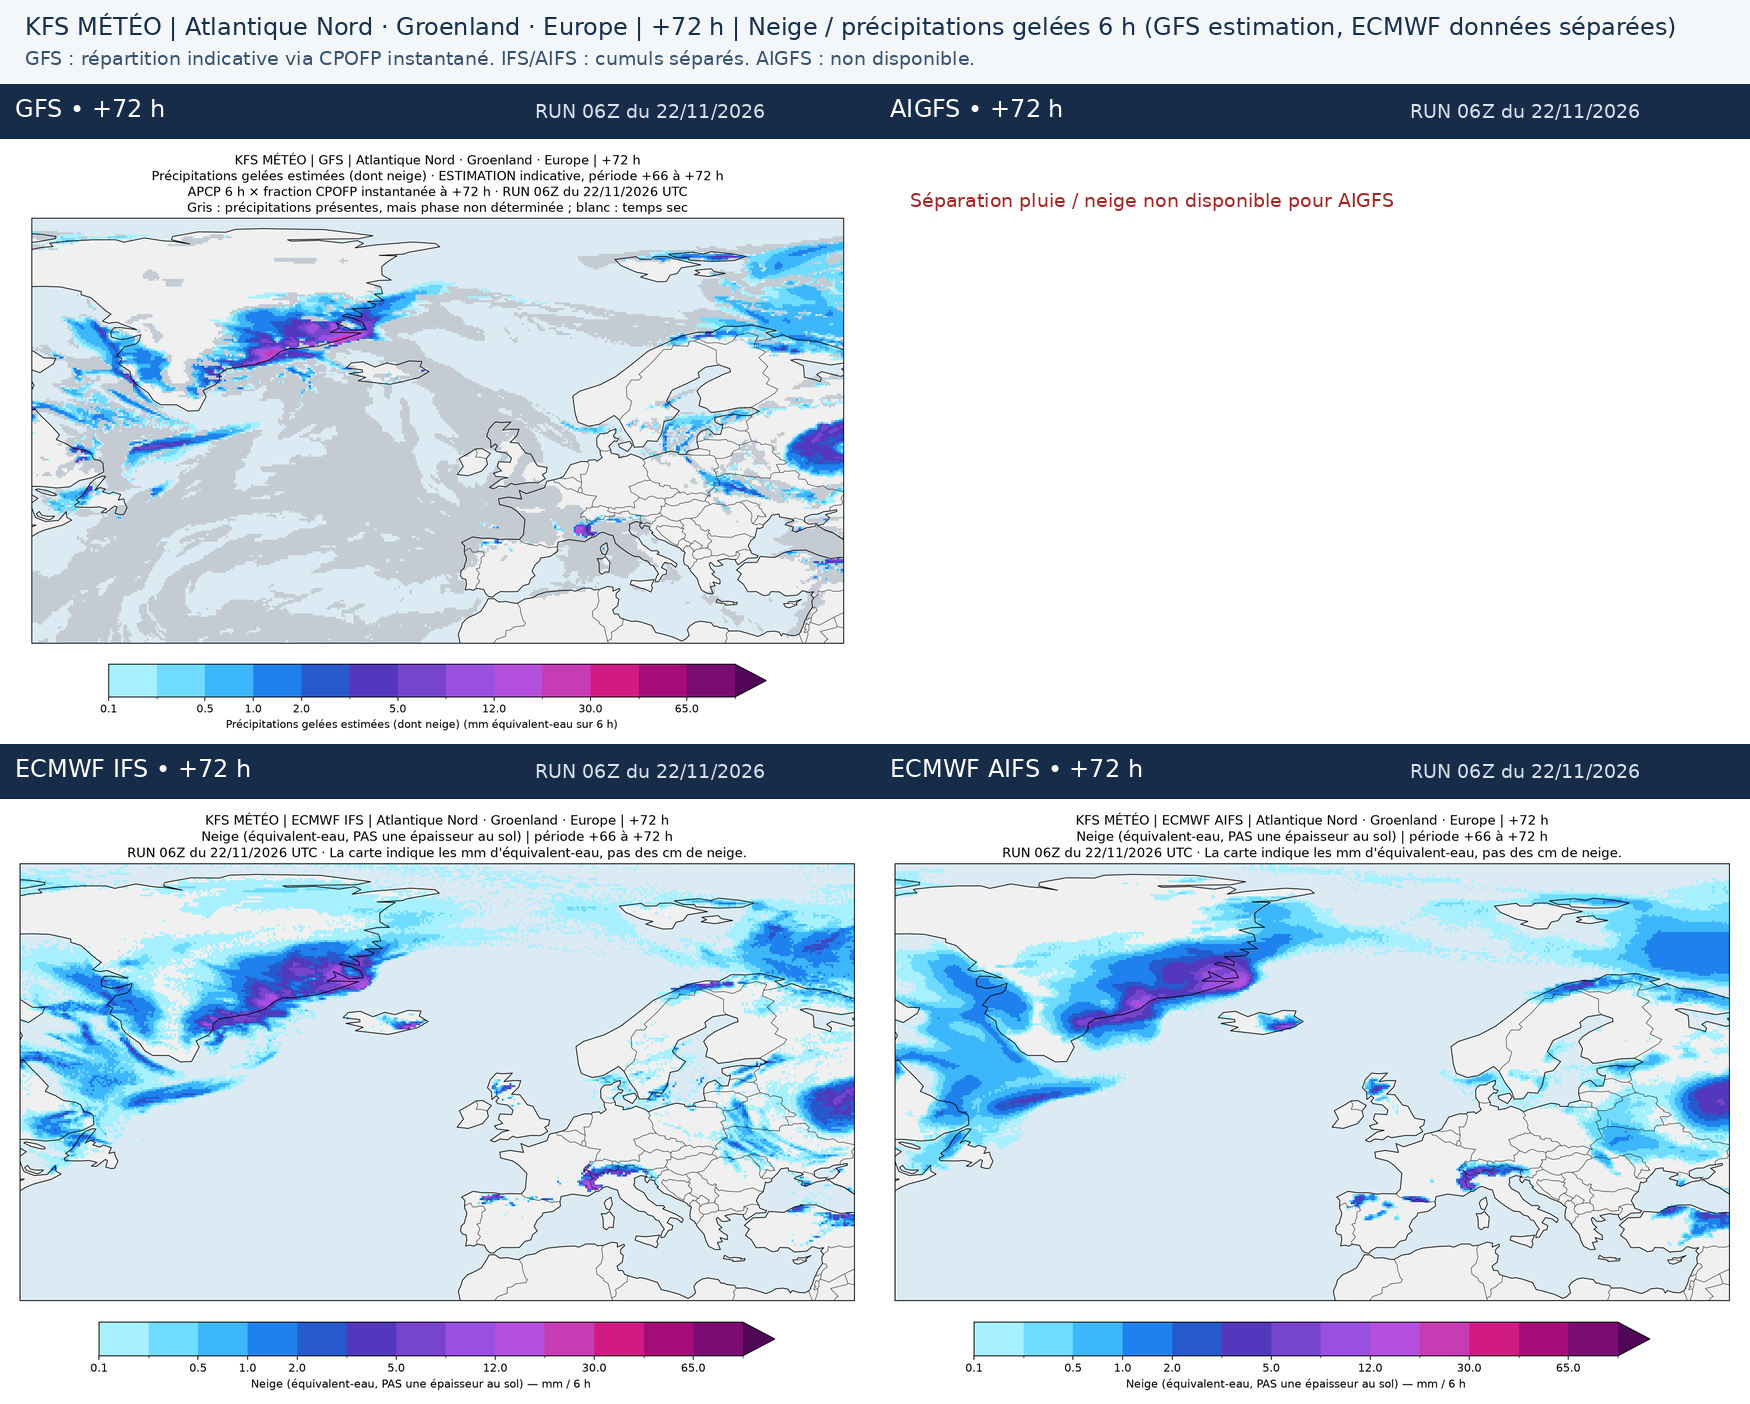 KFS MÉTÉO | Atlantique Nord · Groenland · Europe | +72 h | Neige / précipitations gelées 6 h (GFS estimation, ECMWF données séparées)
GFS : répartition indicative via CPOFP instantané. IFS/AIFS : cumuls séparés. AIGFS : non disponible.
GFS • +72 h
RUN 06Z du 22/11/2026
AIGFS • +72 h
RUN 06Z du 22/11/2026
KFS MÉTÉO | GFS | Atlantique Nord · Groenland · Europe | +72 h
Précipitations gelées estimées (dont neige) · ESTIMATION indicative, période +66 à +72 h
APCP 6 h × fraction CPOFP instantanée à +72 h · RUN 06Z du 22/11/2026 UTC
Gris : précipitations présentes, mais phase non déterminée ; blanc : temps sec
Séparation pluie / neige non disponible pour AIGFS
0.1 0.5 1.0 2.0 5.0 12.0 30.0 65.0
Précipitations gelées estimées (dont neige) (mm équivalent-eau sur 6 h)
ECMWF IFS • +72 h
RUN 06Z du 22/11/2026
ECMWF AIFS • +72 h
RUN 06Z du 22/11/2026
KFS MÉTÉO | ECMWF IFS | Atlantique Nord · Groenland · Europe | +72 h
Neige (équivalent-eau, PAS une épaisseur au sol) | période +66 à +72 h
RUN 06Z du 22/11/2026 UTC · La carte indique les mm d'équivalent-eau, pas des cm de neige.
KFS MÉTÉO | ECMWF AIFS | Atlantique Nord · Groenland · Europe | +72 h
Neige (équivalent-eau, PAS une épaisseur au sol) | période +66 à +72 h
RUN 06Z du 22/11/2026 UTC · La carte indique les mm d'équivalent-eau, pas des cm de neige.
0.1 0.5 1.0 2.0 5.0 12.0 30.0 65.0
Neige (équivalent-eau, PAS une épaisseur au sol) — mm / 6 h
0.1 0.5 1.0 2.0 5.0 12.0 30.0 65.0
Neige (équivalent-eau, PAS une épaisseur au sol) — mm / 6 h